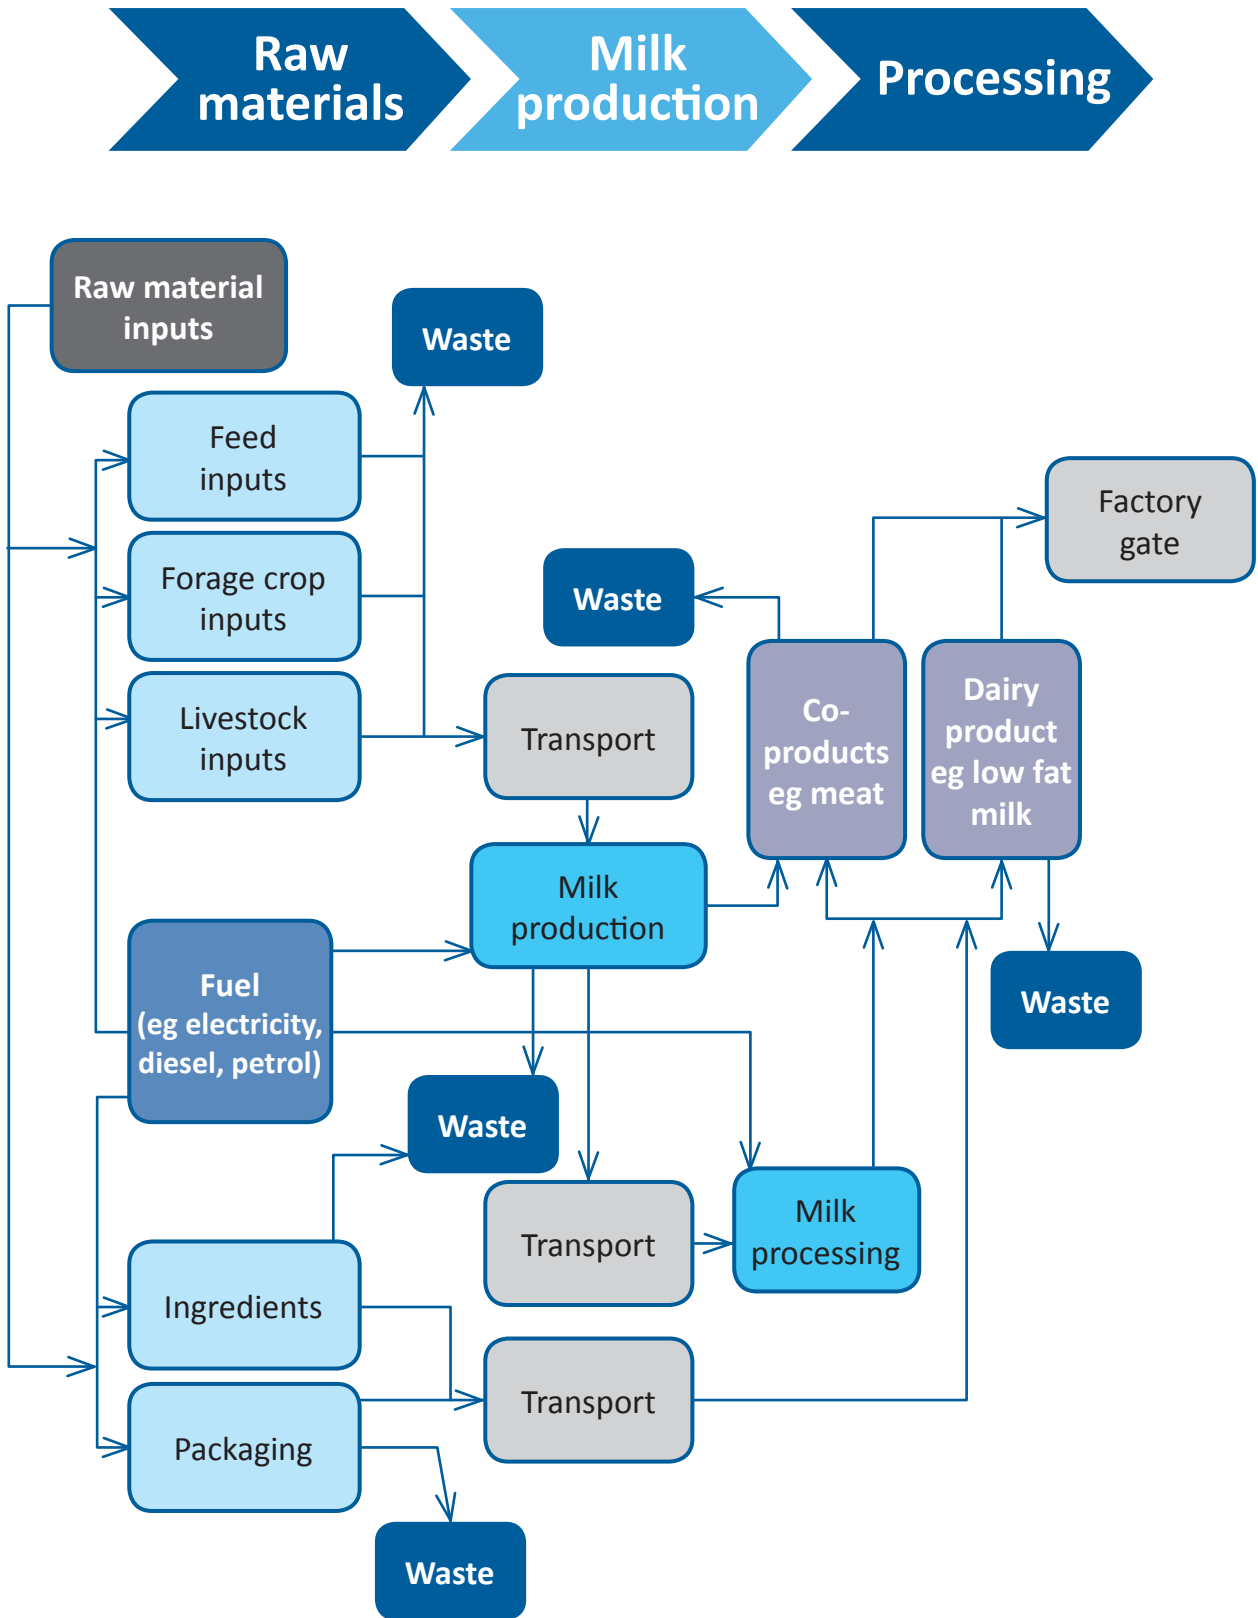 Raw
materials
Milk
production
Processing
Raw material
inputs
Waste
Feed
inputs
Factory
gate
Forage crop
inputs
Waste
Livestock
inputs
Transport
Co-
products
eg meat
Dairy
product
eg low fat
milk
Milk
production
Fuel
(eg electricity,
diesel, petrol)
Waste
Waste
Transport
Milk
processing
Ingredients
Transport
Packaging
Waste